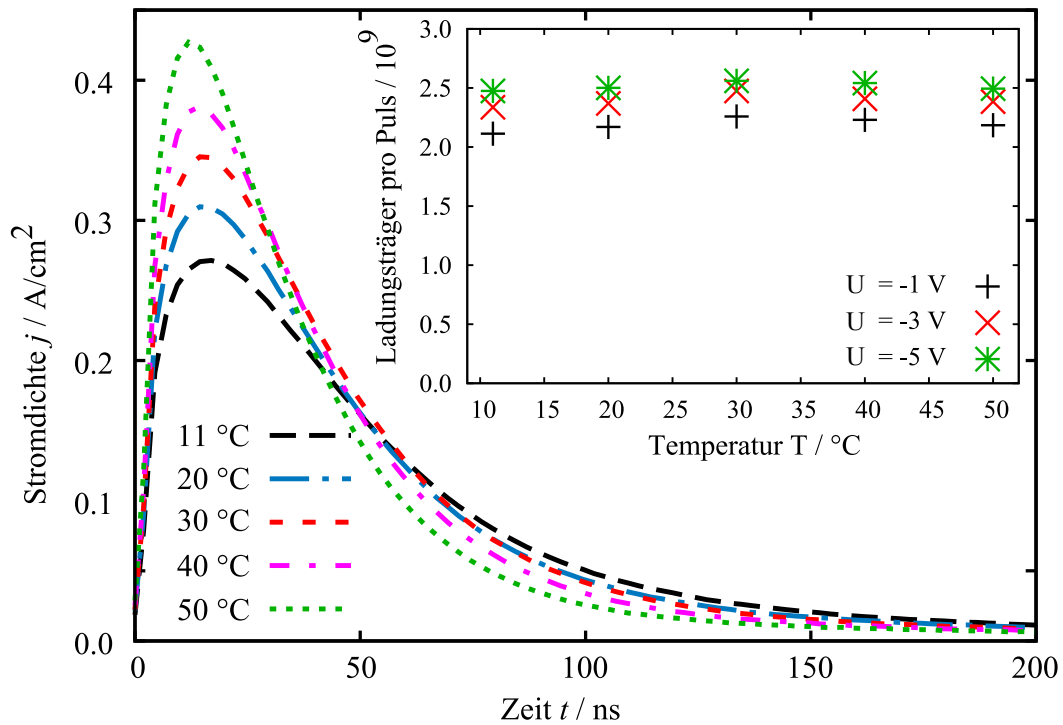 Stromdichte j / A/cm²
0.4
0.3
0.2
0.1
0.0
0
50
100
150
200
Zeit t / ns
11 °C
20 °C
30 °C
40 °C
50 °C
Ladungsträger pro Puls / 10⁹
3.0
2.5
2.0
1.5
1.0
0.5
0.0
10
15
20
25
30
35
40
45
50
Temperatur T / °C
U = -1 V
U = -3 V
U = -5 V